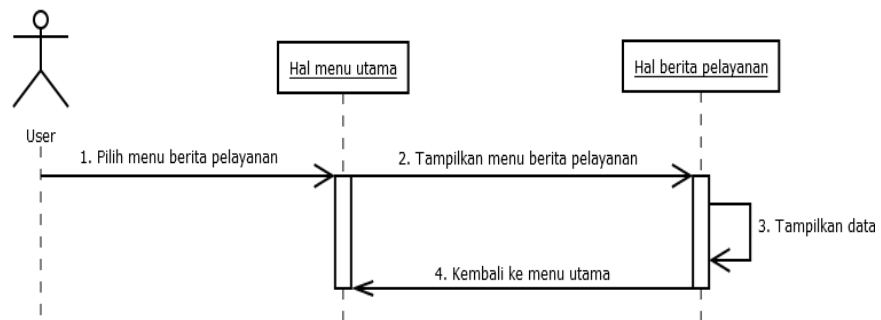 Hal menu utama
Hal berita pelayanan
User
1. Pilih menu berita pelayanan
2. Tampilkan menu berita pelayanan
3. Tampilkan data
4. Kembali ke menu utama